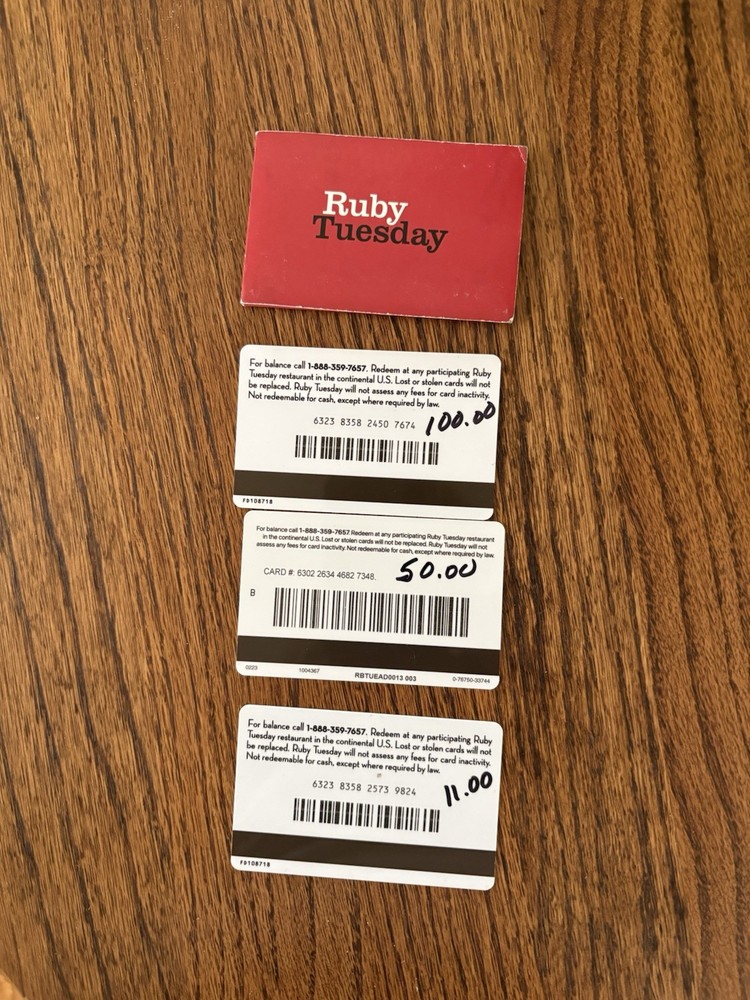 Ruby
Tuesday
For balance call 1-888-359-7657. Redeem at any participating Ruby
Tuesday restaurant in the continental U.S. Lost or stolen cards will not
be replaced. Ruby Tuesday will not assess any fees for card inactivity.
Not redeemable for cash, except where required by law.
6323 8358 2450 7674 100.00
FD108718
For balance call 1-888-359-7657. Redeem at any participating Ruby Tuesday restaurant
in the continental U.S. Lost or stolen cards will not be replaced. Ruby Tuesday will not
assess any fees for card inactivity. Not redeemable for cash, except where required by law.
CARD #: 6302 2634 4682 7348. 50.00
B
0223 1004367 RBTUEAD0013 003 0-76750-33744
For balance call 1-888-359-7657. Redeem at any participating Ruby
Tuesday restaurant in the continental U.S. Lost or stolen cards will not
be replaced. Ruby Tuesday will not assess any fees for card inactivity.
Not redeemable for cash, except where required by law.
6323 8358 2573 9824 11.00
FD108718